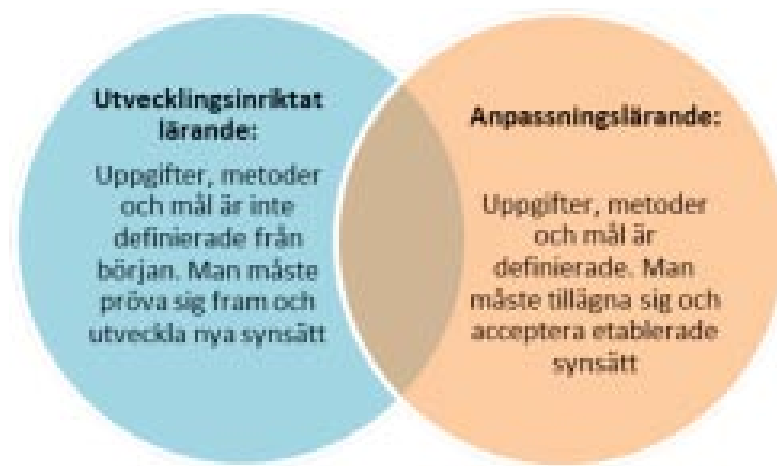 Utvecklingsinriktat
lärande:
Uppgifter, metoder
och mål är inte
definierade från
början. Man måste
pröva sig fram och
utveckla nya synsätt
Anpassningslärande:
Uppgifter, metoder
och mål är
definierade. Man
måste tillägna sig och
acceptera etablerade
synsätt